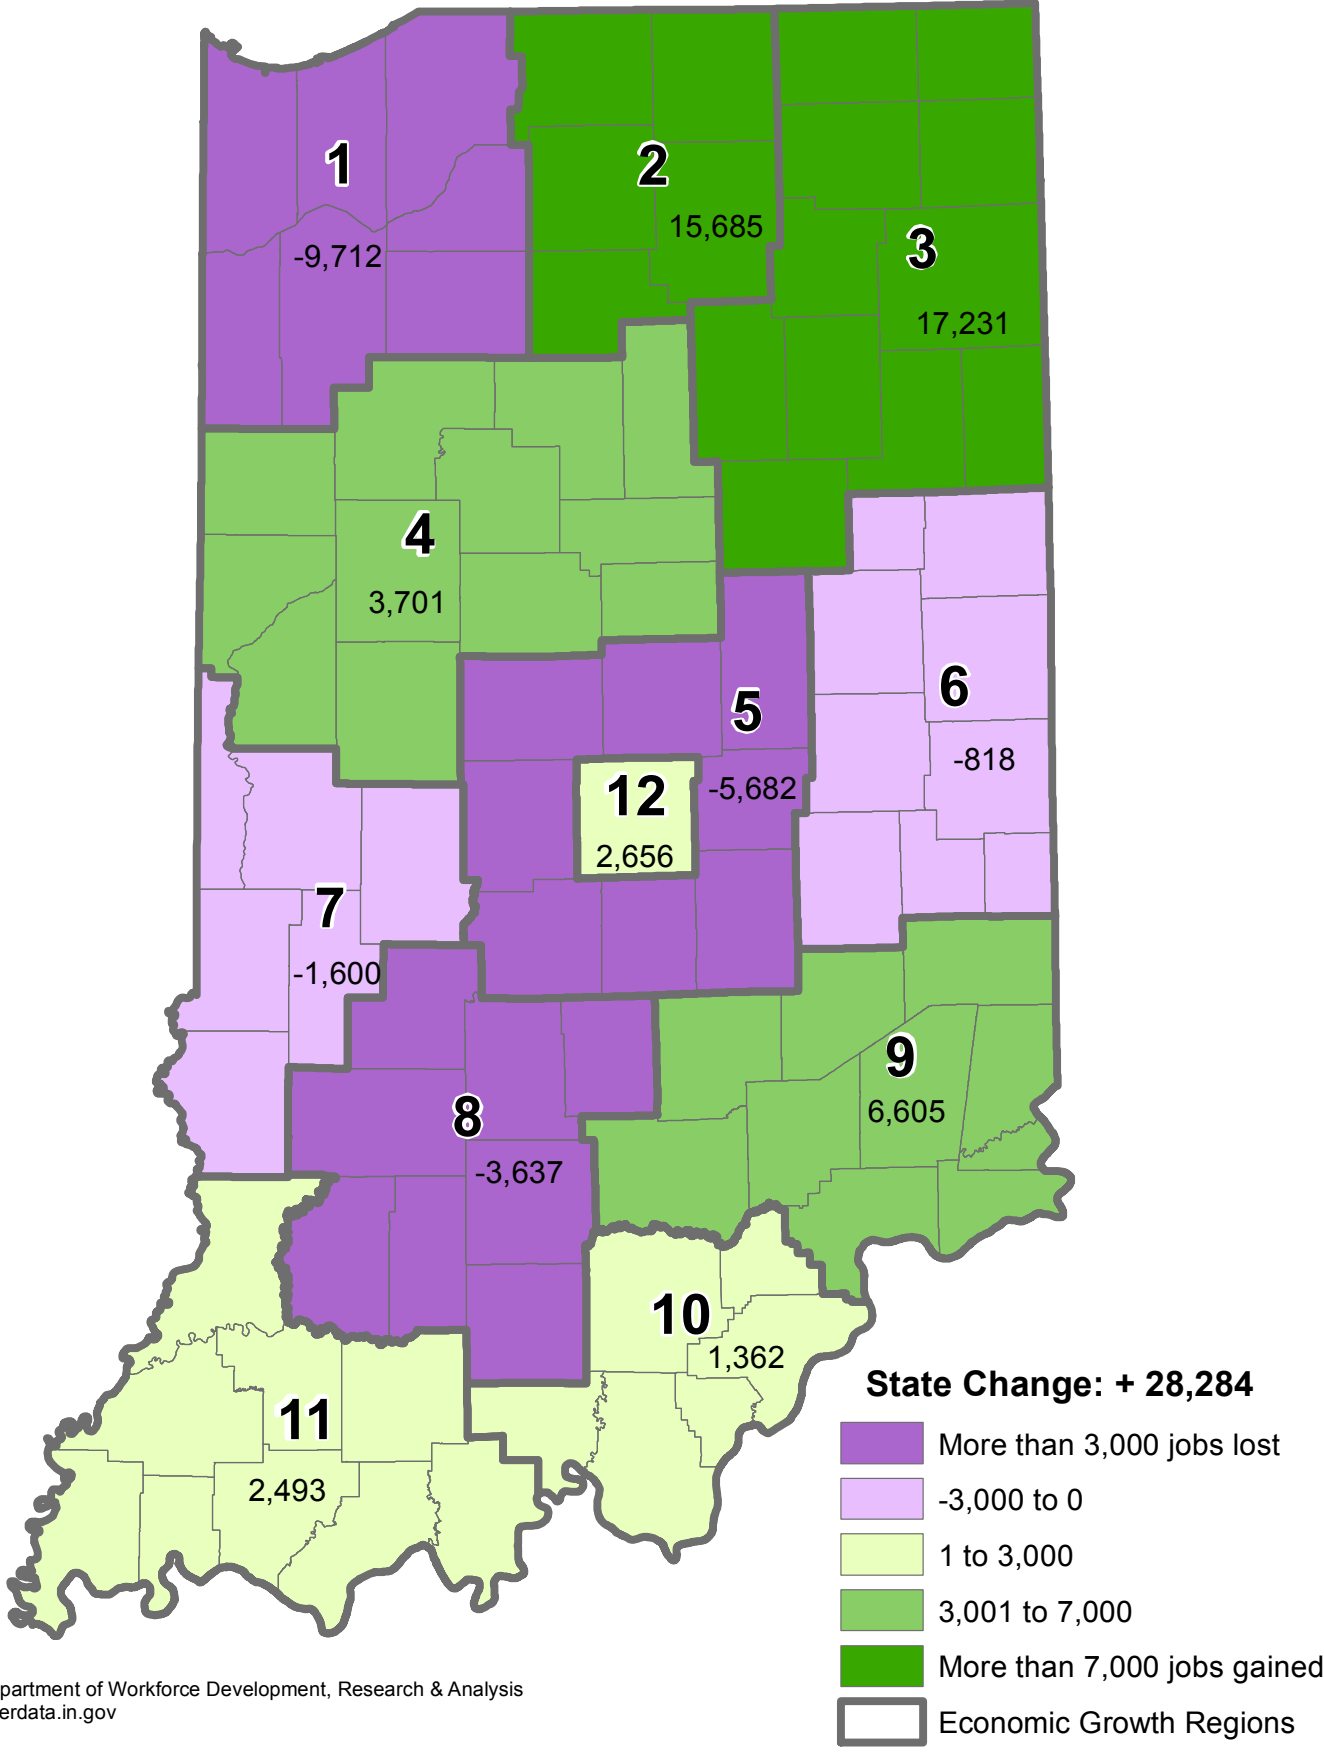 1
-9,712
2
15,685
3
17,231
4
3,701
5
-5,682
6
-818
12
2,656
7
-1,600
8
-3,637
9
6,605
10
1,362
11
2,493
State Change: + 28,284
More than 3,000 jobs lost
-3,000 to 0
1 to 3,000
3,001 to 7,000
More than 7,000 jobs gained
Economic Growth Regions
partment of Workforce Development, Research & Analysis
erdata.in.gov